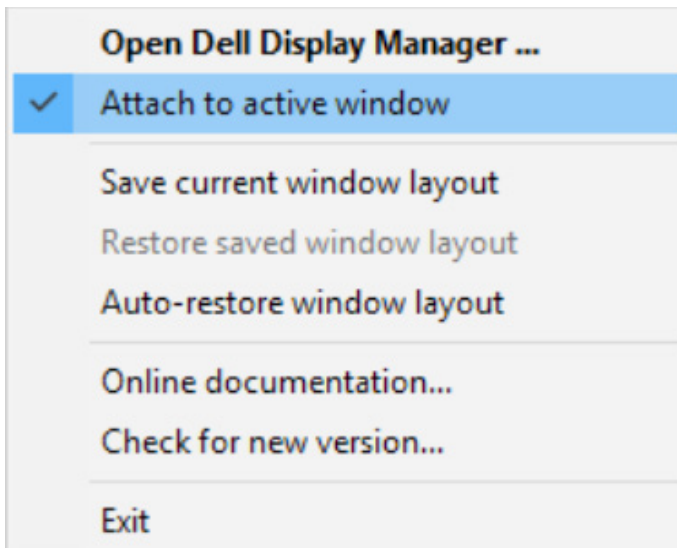 Open Dell Display Manager ...
Attach to active window
Save current window layout
Restore saved window layout
Auto-restore window layout
Online documentation...
Check for new version...
Exit